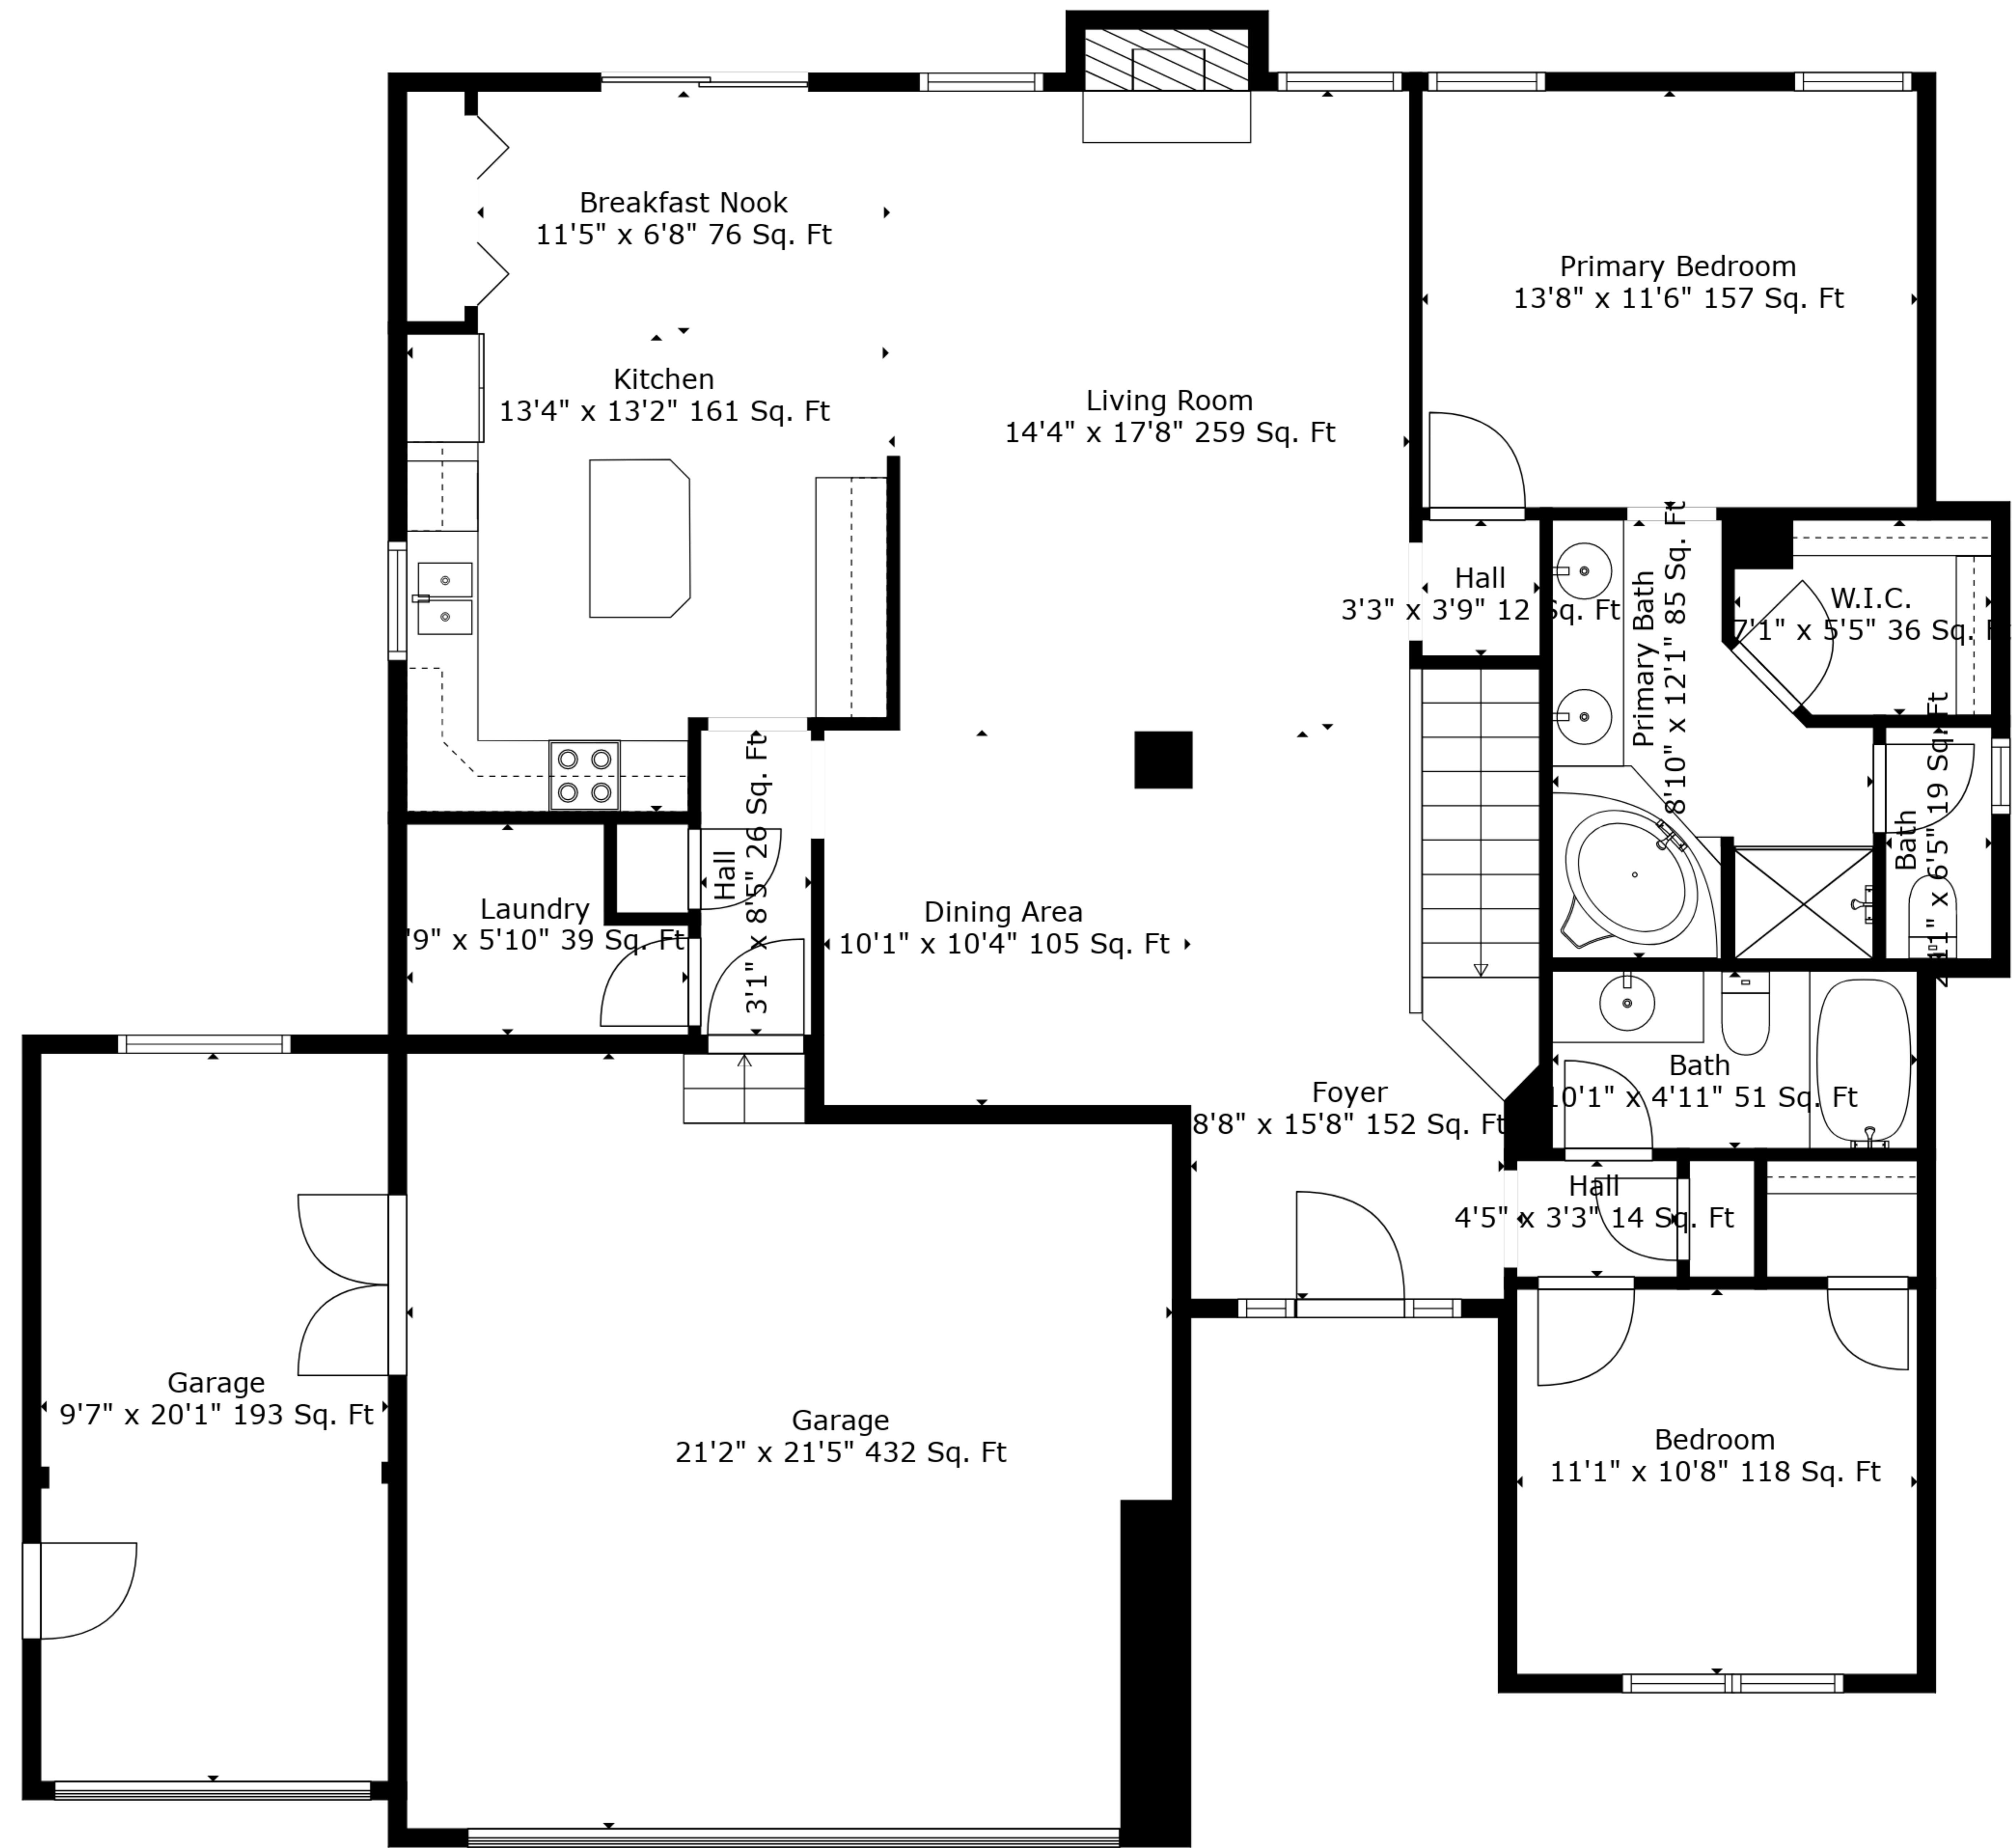 Breakfast Nook
11'5" x 6'8" 76 Sq. Ft
Primary Bedroom
13'8" x 11'6" 157 Sq. Ft
Kitchen
13'4" x 13'2" 161 Sq. Ft
Living Room
14'4" x 17'8" 259 Sq. Ft
Hall
3'3" x 3'9" 12 Sq. Ft
Primary Bath
8'10" x 12'1" 85 Sq. Ft
W.I.C.
7'1" x 5'5" 36 Sq.
Hall
3'1" x 8'5" 26 Sq. Ft
Bath
x 6'5" 19 Sq. Ft
Laundry
'9" x 5'10" 39 Sq. Ft
Dining Area
10'1" x 10'4" 105 Sq. Ft
Foyer
8'8" x 15'8" 152 Sq. Ft
Bath
10'1" x 4'11" 51 Sq. Ft
Hall
4'5" x 3'3" 14 Sq. Ft
Garage
9'7" x 20'1" 193 Sq. Ft
Garage
21'2" x 21'5" 432 Sq. Ft
Bedroom
11'1" x 10'8" 118 Sq. Ft